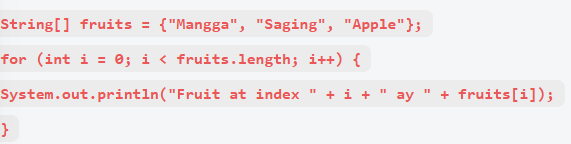 String[] fruits = {"Mangga", "Saging", "Apple"};
for (int i = 0; i < fruits.length; i++) {
System.out.println("Fruit at index " + i + " ay " + fruits[i]);
}